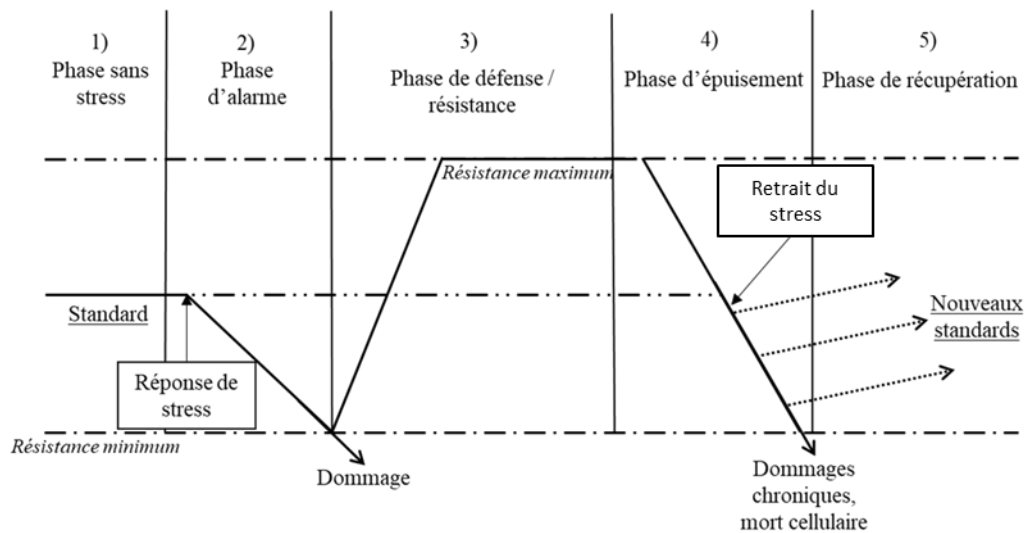 1)
Phase sans
stress
2)
Phase
d'alarme
3)
Phase de défense /
résistance
4)
Phase d'épuisement
5)
Phase de récupération
Résistance maximum
Retrait du
stress
Standard
Nouveaux
standards
Réponse de
stress
Résistance minimum
Dommage
Dommages
chroniques,
mort cellulaire